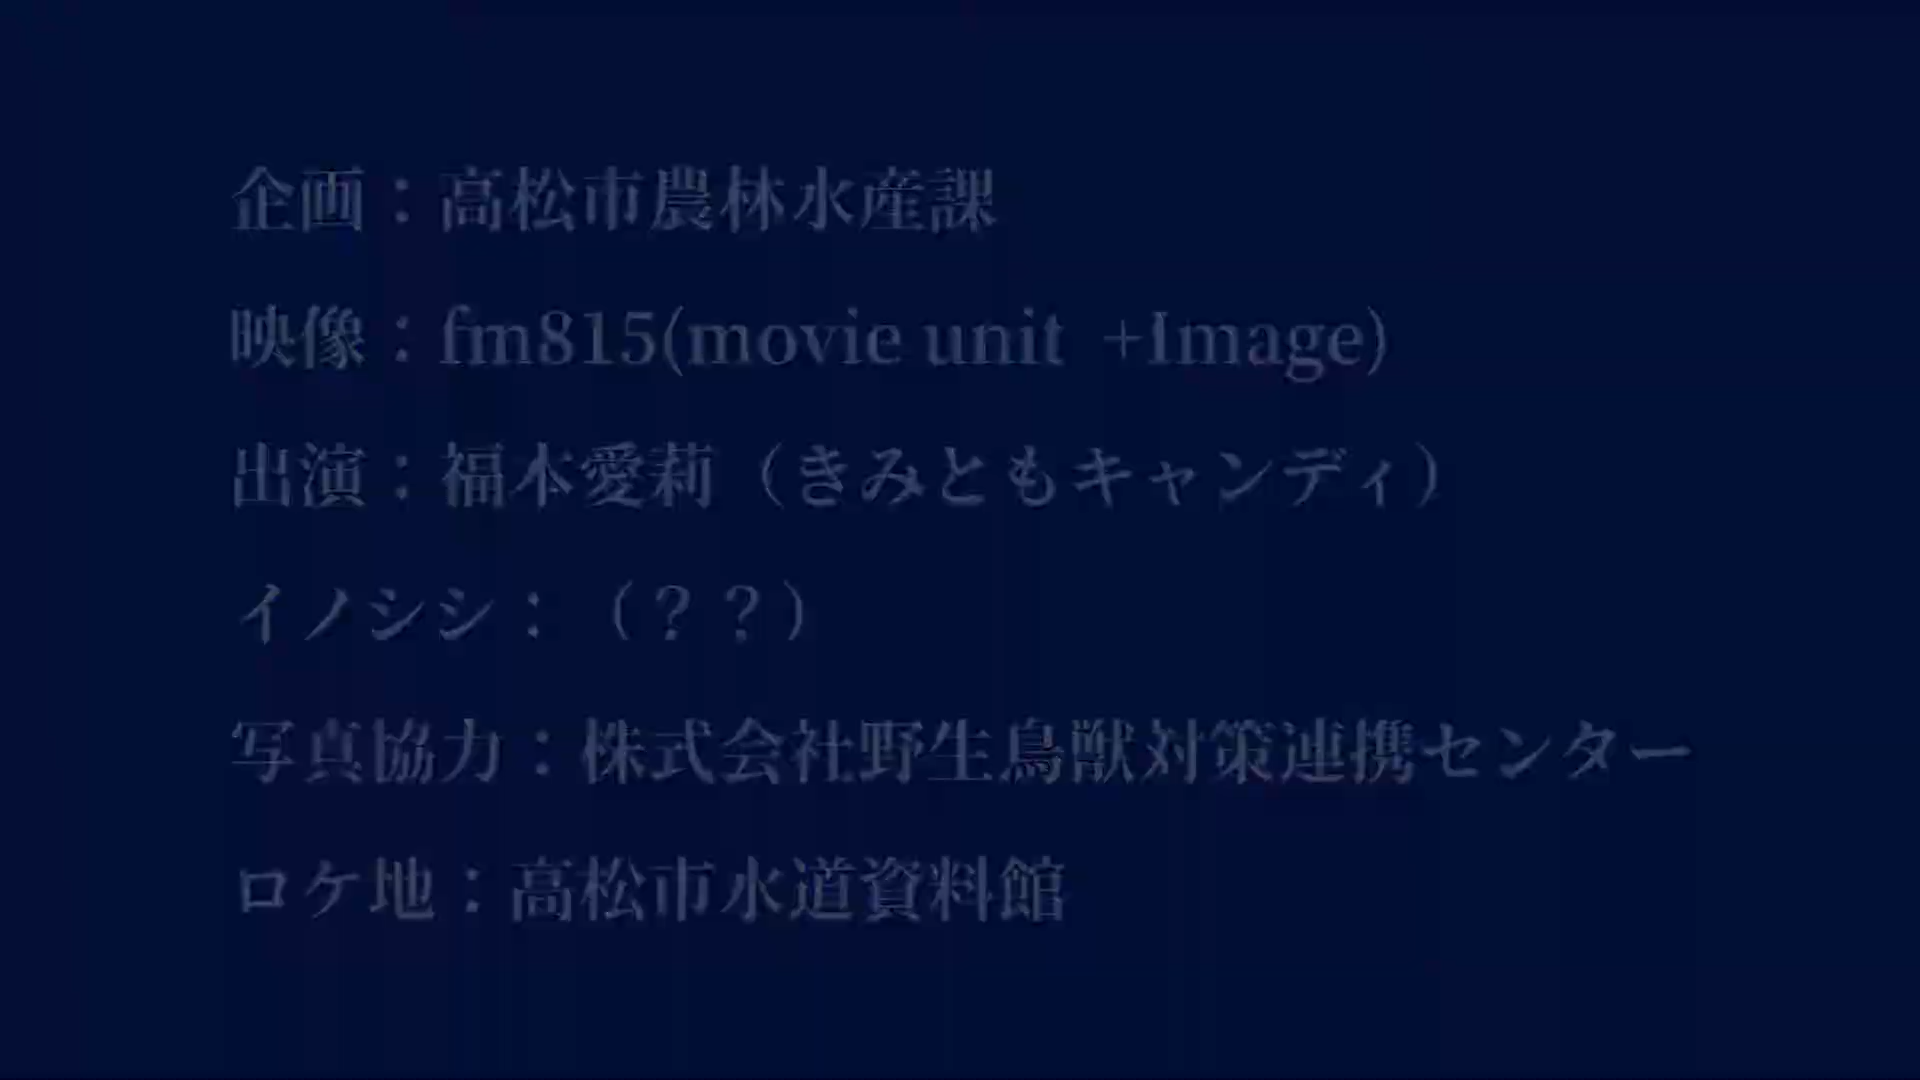 企画：高松市農林水産課
映像：fm815(movie unit +Image)
出演：福本愛莉（きみともキャンディ）
イノシシ：（？？）
写真協力：株式会社野生鳥獣対策連携センター
ロケ地：高松市水道資料館